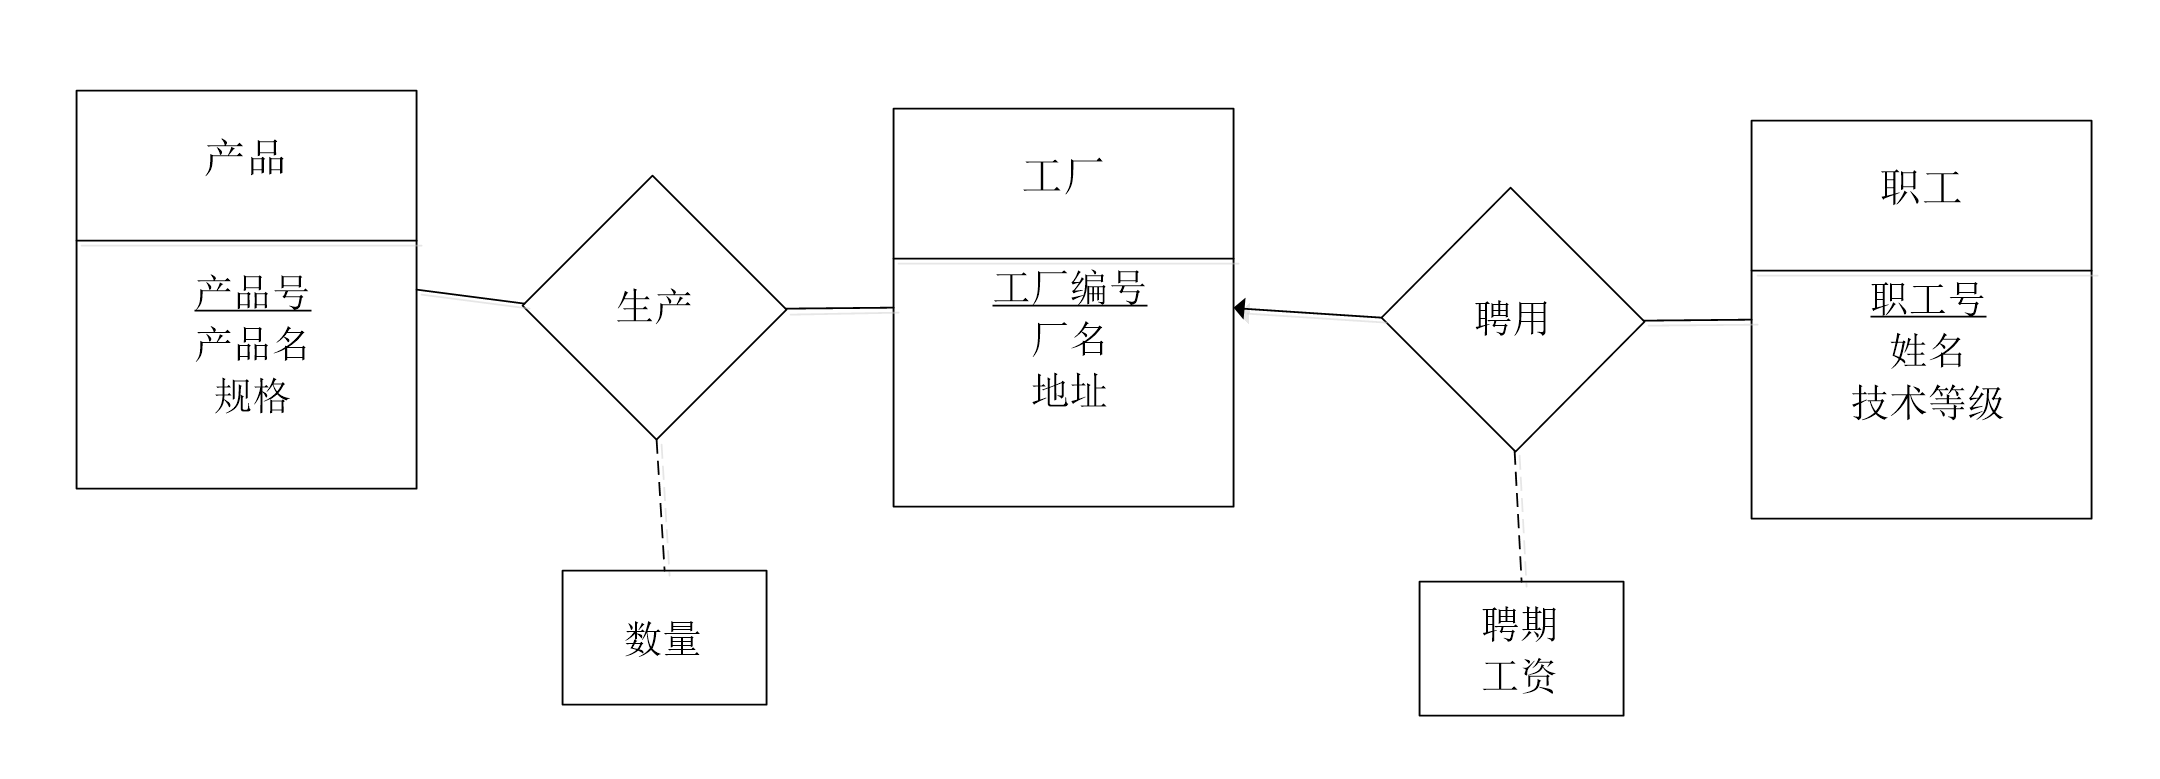 产品
产品号
产品名
规格
生产
数量
工厂
工厂编号
厂名
地址
聘用
聘期
工资
职工
职工号
姓名
技术等级